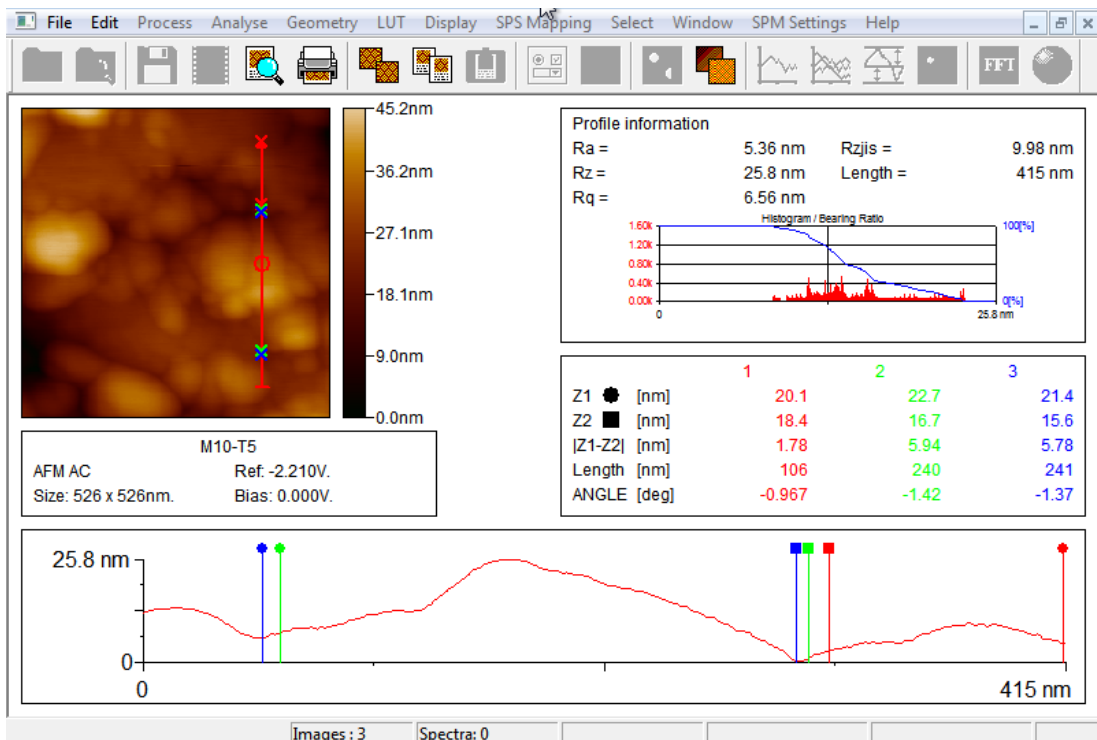 File Edit Process Analyse Geometry LUT Display SPS Mapping Select Window SPM Settings Help
FFT
45.2nm
36.2nm
27.1nm
18.1nm
9.0nm
0.0nm
M10-T5
AFM AC Ref: -2.210V.
Size: 526 x 526nm. Bias: 0.000V.
Profile information
Ra = 5.36 nm Rzjis = 9.98 nm
Rz = 25.8 nm Length = 415 nm
Rq = 6.56 nm
Histogram / Bearing Ratio
1.60k 100[%]
1.20k
0.80k
0.40k
0.00k 0[%]
0 25.8 nm
1 2 3
Z1 [nm] 20.1 22.7 21.4
Z2 [nm] 18.4 16.7 15.6
|Z1-Z2| [nm] 1.78 5.94 5.78
Length [nm] 106 240 241
ANGLE [deg] -0.967 -1.42 -1.37
25.8 nm
0
0 415 nm
Images : 3 Spectra: 0